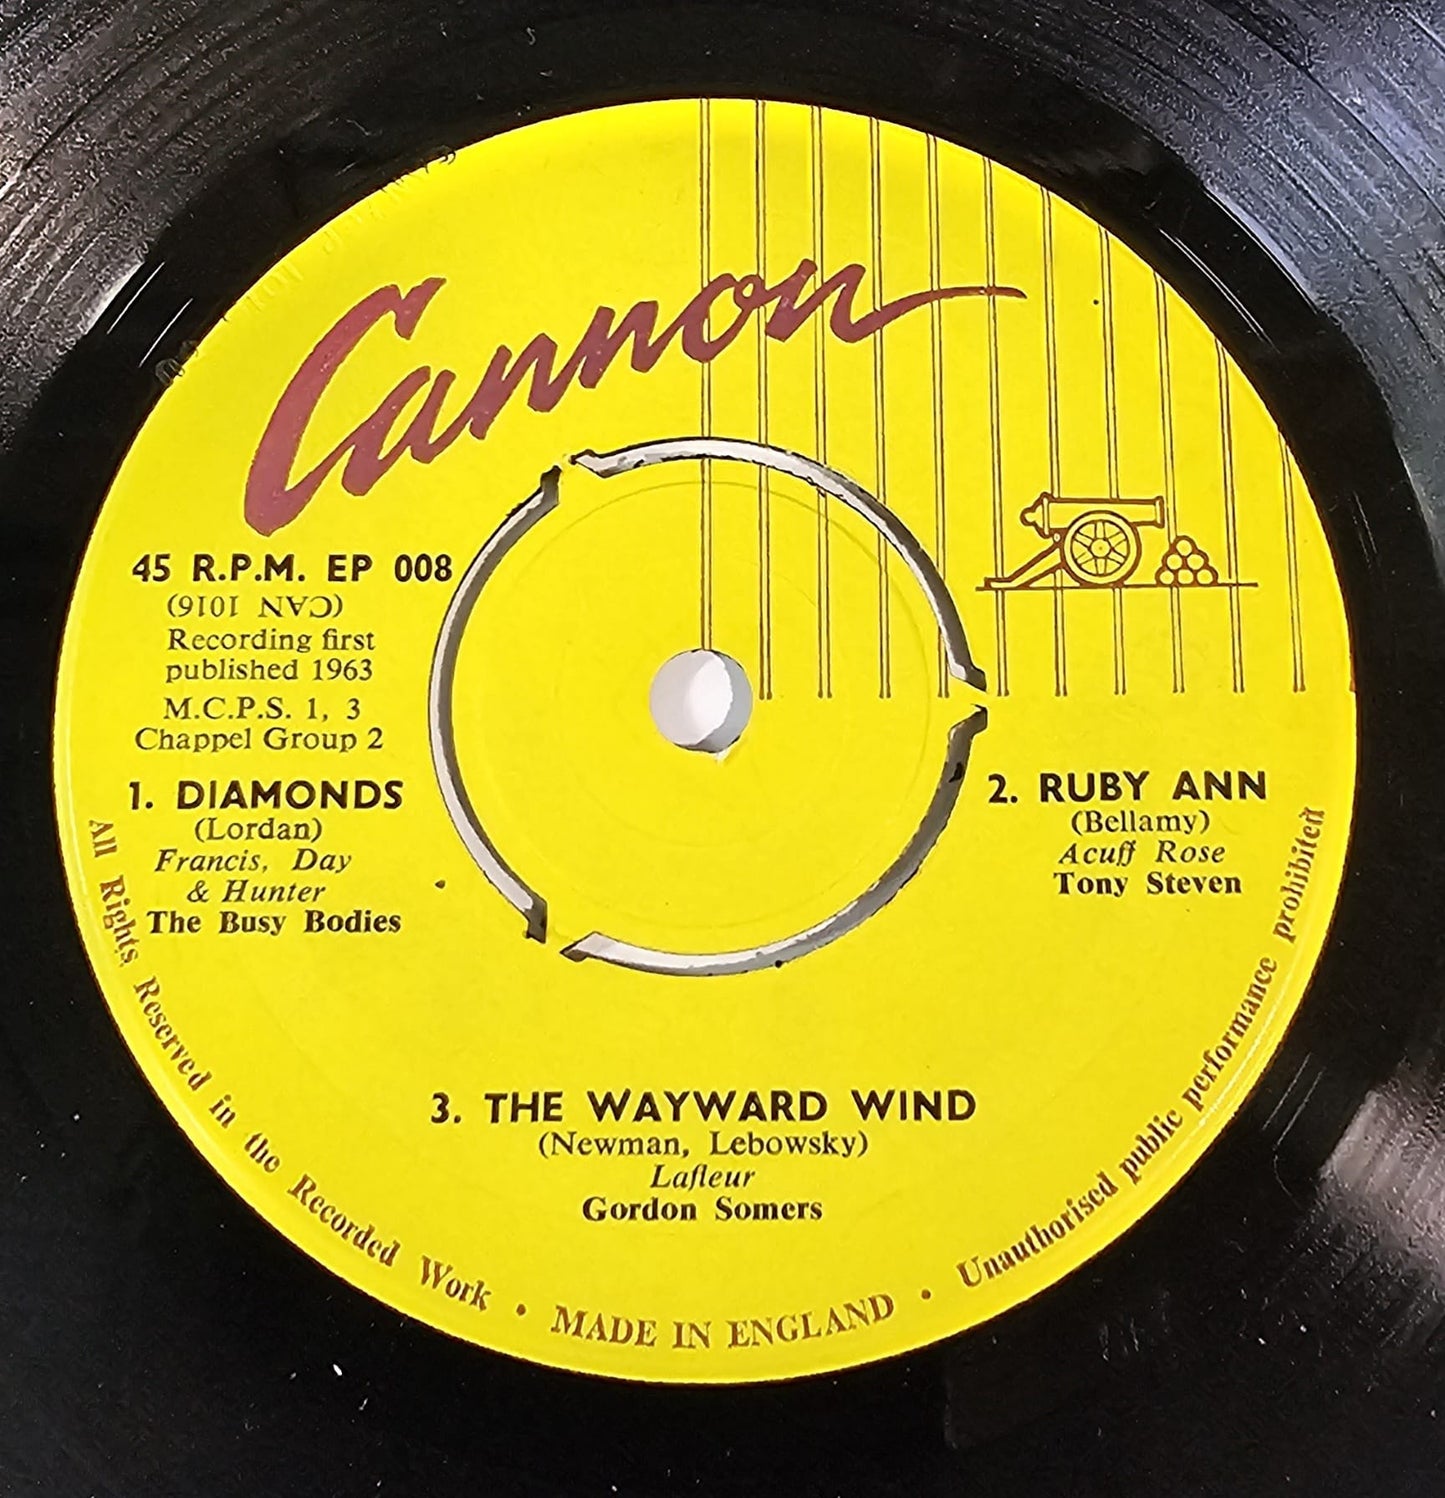 Cannon
45 R.P.M. EP 008
(CAN 1016)
Recording first
published 1963
M.C.P.S. 1, 3
Chappel Group 2
1. DIAMONDS
(Lordan)
Francis, Day
& Hunter
The Busy Bodies
2. RUBY ANN
(Bellamy)
Acuff Rose
Tony Steven
3. THE WAYWARD WIND
(Newman, Lebowsky)
Lafleur
Gordon Somers
All Rights Reserved in the Recorded Work • MADE IN ENGLAND • Unauthorised public performance prohibited